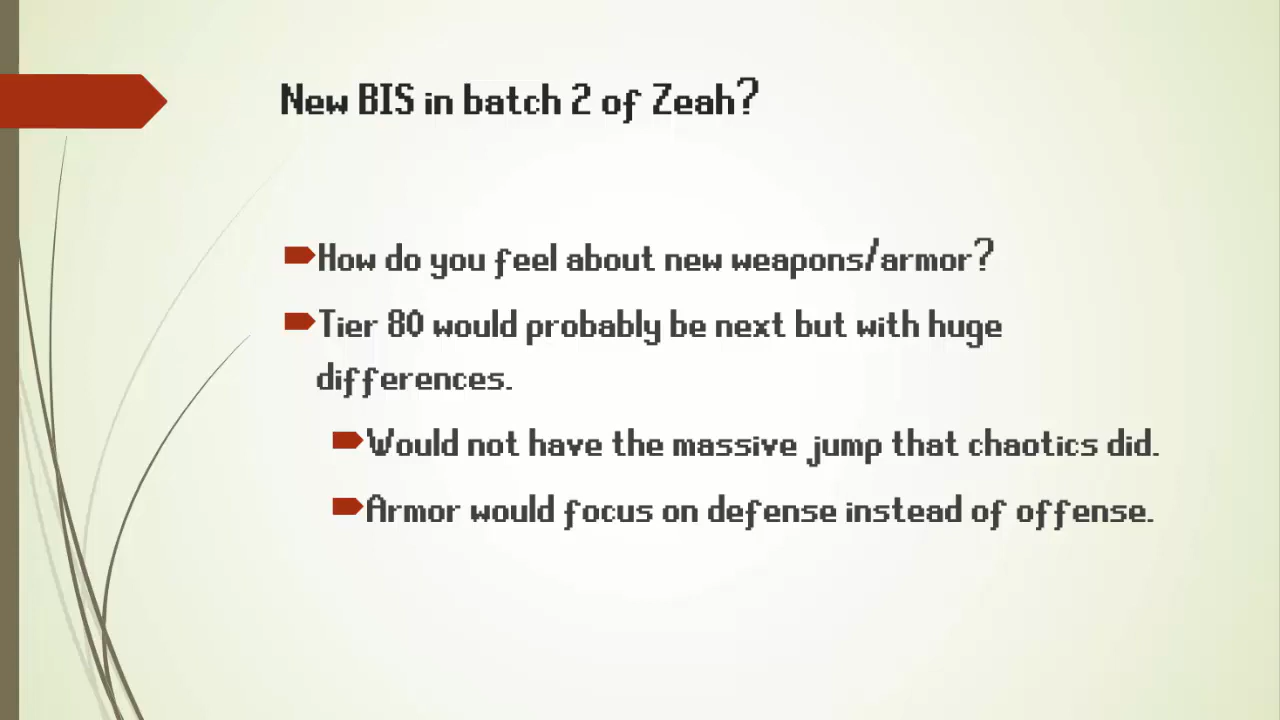 New BIS in batch 2 of Zeah?
How do you feel about new weapons/armor?
Tier 80 would probably be next but with huge
differences.
Would not have the massive jump that chaotics did.
Armor would focus on defense instead of offense.